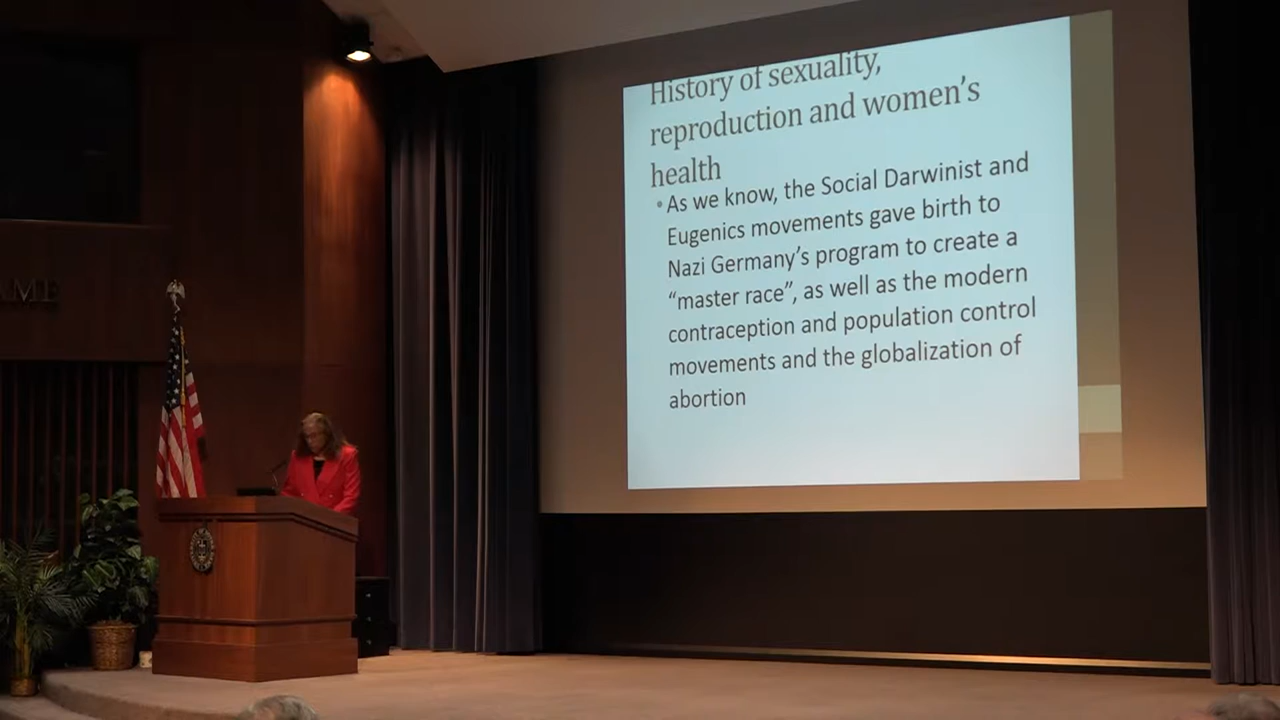 AME
History of sexuality,
reproduction and women's
health
• As we know, the Social Darwinist and
Eugenics movements gave birth to
Nazi Germany's program to create a
“master race”, as well as the modern
contraception and population control
movements and the globalization of
abortion